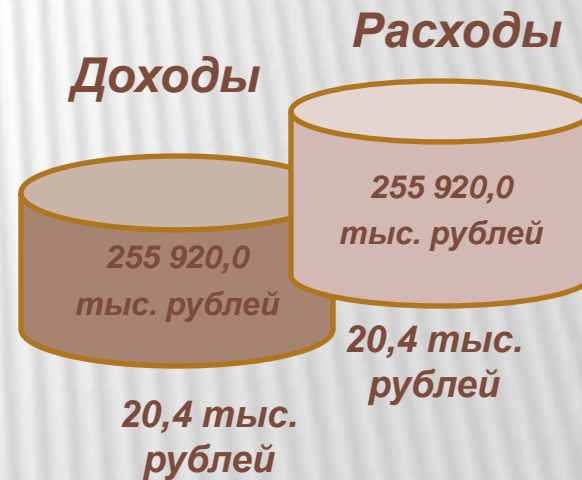 Доходы
255 920,0
тыс. рублей
20,4 тыс.
рублей
Расходы
255 920,0
тыс. рублей
20,4 тыс.
рублей